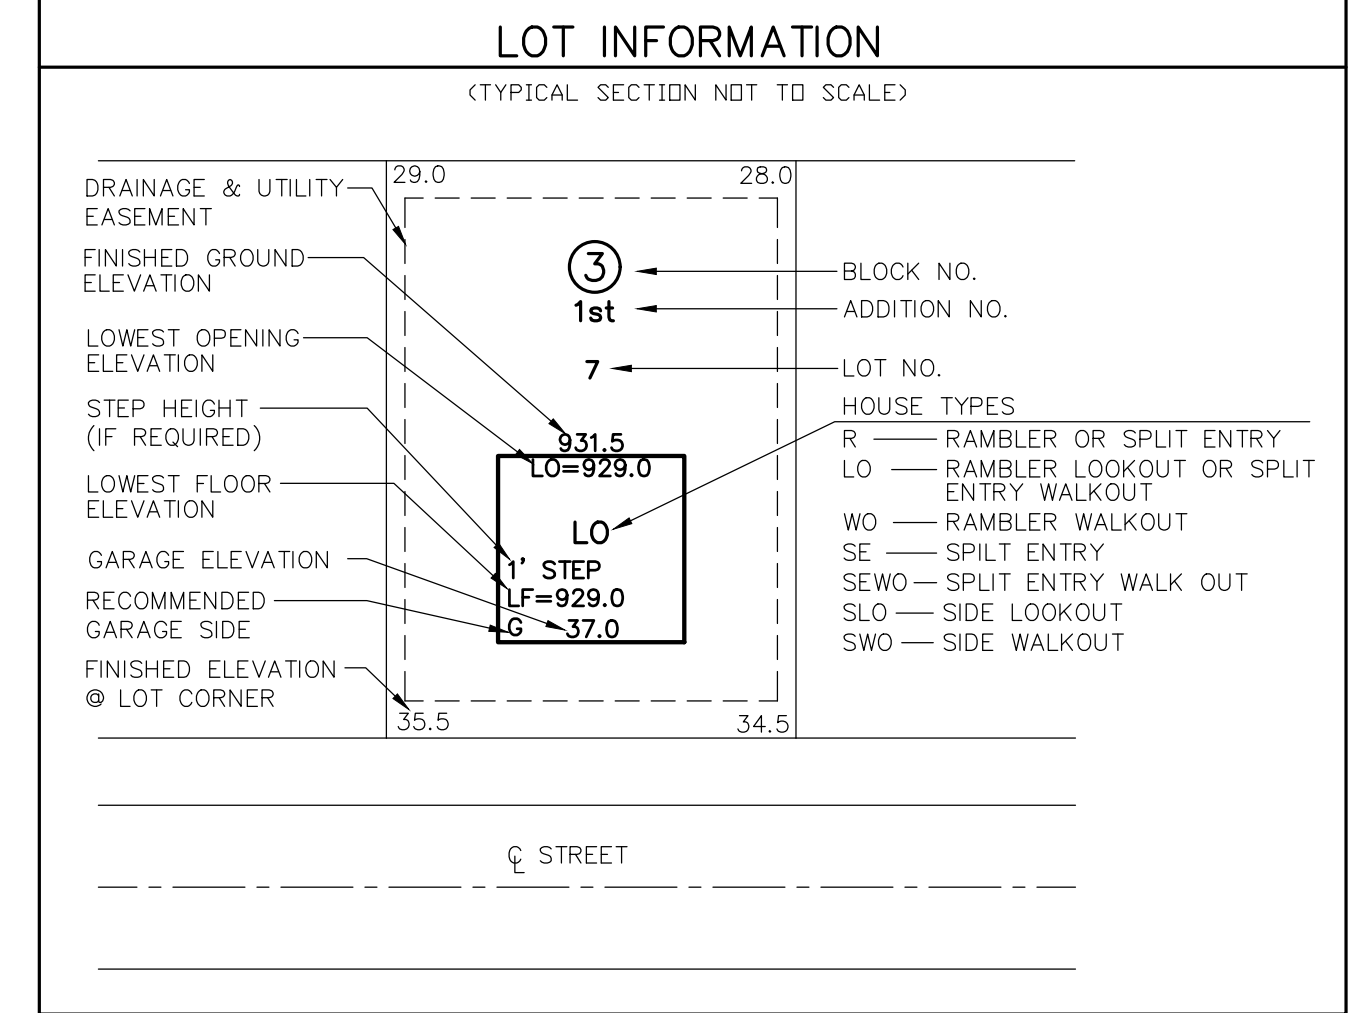 LOT INFORMATION
(TYPICAL SECTION NOT TO SCALE)
29.0
28.0
DRAINAGE & UTILITY
EASEMENT
FINISHED GROUND
ELEVATION
LOWEST OPENING
ELEVATION
STEP HEIGHT
(IF REQUIRED)
LOWEST FLOOR
ELEVATION
GARAGE ELEVATION
RECOMMENDED
GARAGE SIDE
FINISHED ELEVATION
@ LOT CORNER
3
1st
7
931.5
LO=929.0
LO
1' STEP
LF=929.0
G 37.0
35.5
34.5
BLOCK NO.
ADDITION NO.
LOT NO.
HOUSE TYPES
R RAMBLER OR SPLIT ENTRY
LO RAMBLER LOOKOUT OR SPLIT
ENTRY WALKOUT
WO RAMBLER WALKOUT
SE SPILT ENTRY
SEWO SPLIT ENTRY WALK OUT
SLO SIDE LOOKOUT
SWO SIDE WALKOUT
℄ STREET